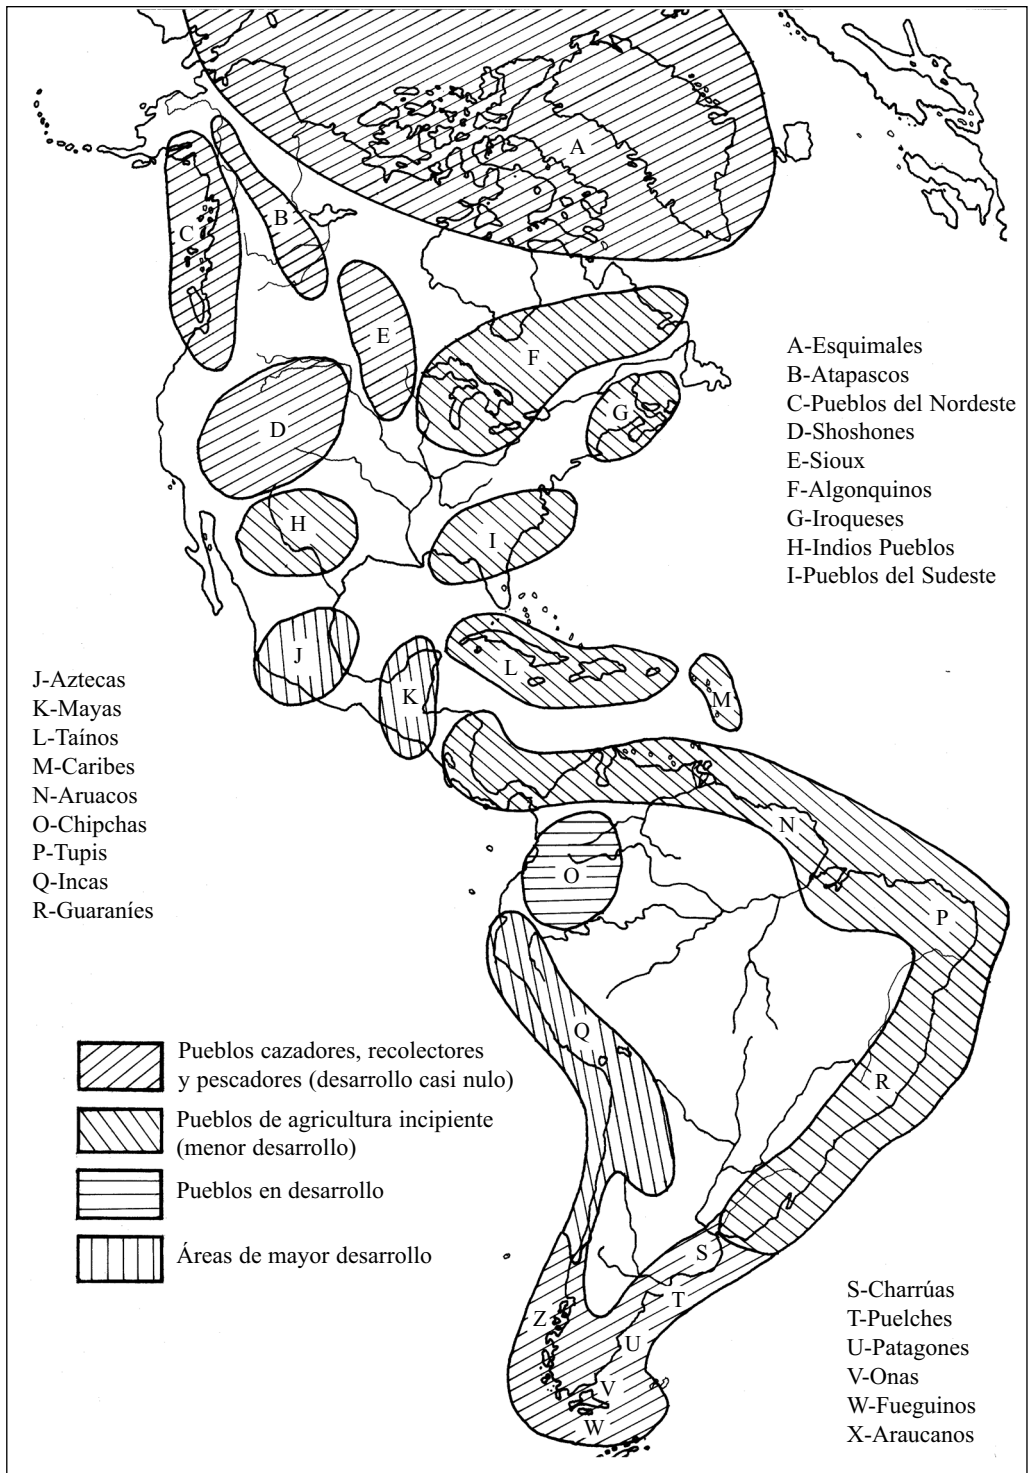 A
B
C
E
F
D
G
H
I
J
K
L
M
N
O
P
Q
R
S
T
Z
U
V
W
A-Esquimales
B-Atapascos
C-Pueblos del Nordeste
D-Shoshones
E-Sioux
F-Algonquinos
G-Iroqueses
H-Indios Pueblos
I-Pueblos del Sudeste
J-Aztecas
K-Mayas
L-Taínos
M-Caribes
N-Aruacos
O-Chipchas
P-Tupis
Q-Incas
R-Guaraníes
Pueblos cazadores, recolectores
y pescadores (desarrollo casi nulo)
Pueblos de agricultura incipiente
(menor desarrollo)
Pueblos en desarrollo
Áreas de mayor desarrollo
S-Charrúas
T-Puelches
U-Patagones
V-Onas
W-Fueguinos
X-Araucanos